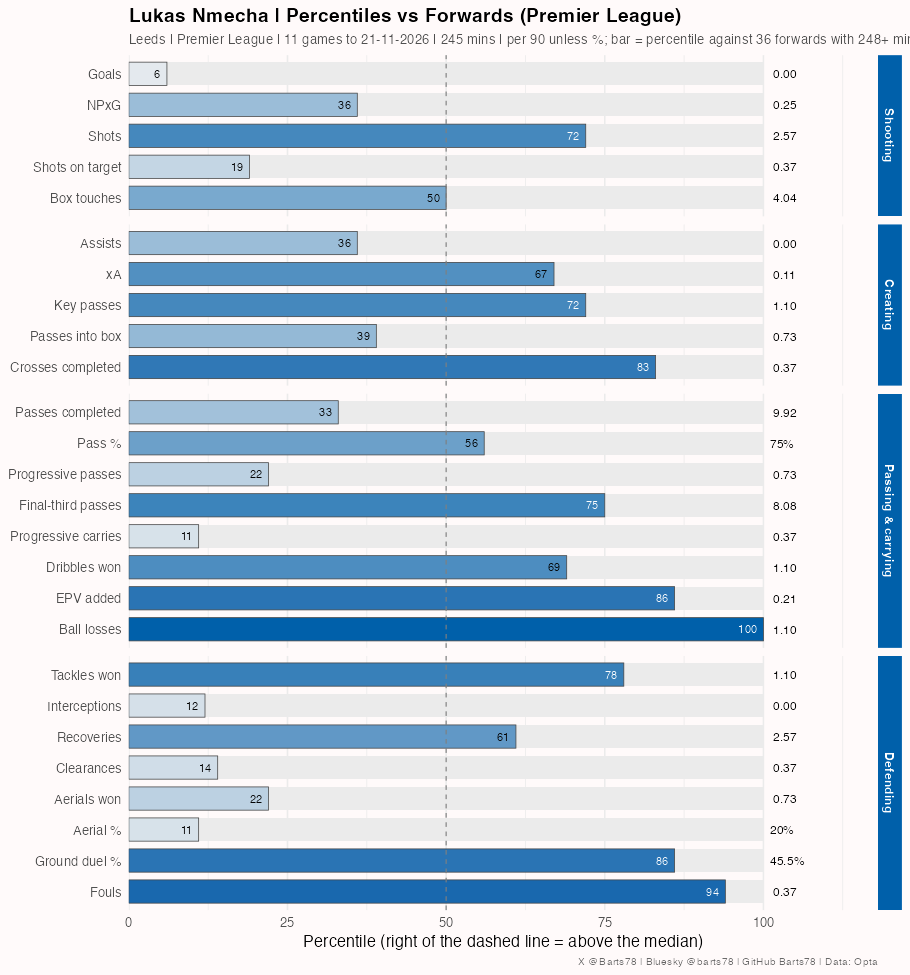 Lukas Nmecha | Percentiles vs Forwards (Premier League)
Leeds | Premier League | 11 games to 21-11-2026 | 245 mins | per 90 unless %; bar = percentile against 36 forwards with 248+ min
Shooting
Goals 6 0.00
NPxG 36 0.25
Shots 72 2.57
Shots on target 19 0.37
Box touches 50 4.04
Creating
Assists 36 0.00
xA 67 0.11
Key passes 72 1.10
Passes into box 39 0.73
Crosses completed 83 0.37
Passing & carrying
Passes completed 33 9.92
Pass % 56 75%
Progressive passes 22 0.73
Final-third passes 75 8.08
Progressive carries 11 0.37
Dribbles won 69 1.10
EPV added 86 0.21
Ball losses 100 1.10
Defending
Tackles won 78 1.10
Interceptions 12 0.00
Recoveries 61 2.57
Clearances 14 0.37
Aerials won 22 0.73
Aerial % 11 20%
Ground duel % 86 45.5%
Fouls 94 0.37
0 25 50 75 100
Percentile (right of the dashed line = above the median)
X @Barts78 | Bluesky @barts78 | GitHub Barts78 | Data: Opta